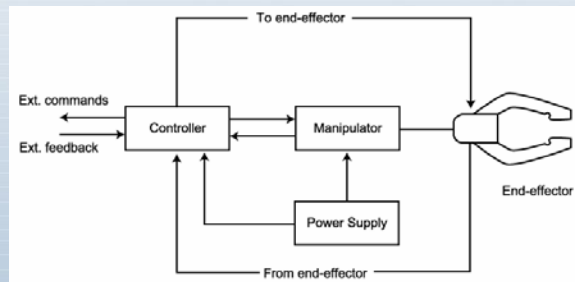 To end-effector
Ext. commands
Controller
Manipulator
Ext. feedback
End-effector
Power Supply
From end-effector